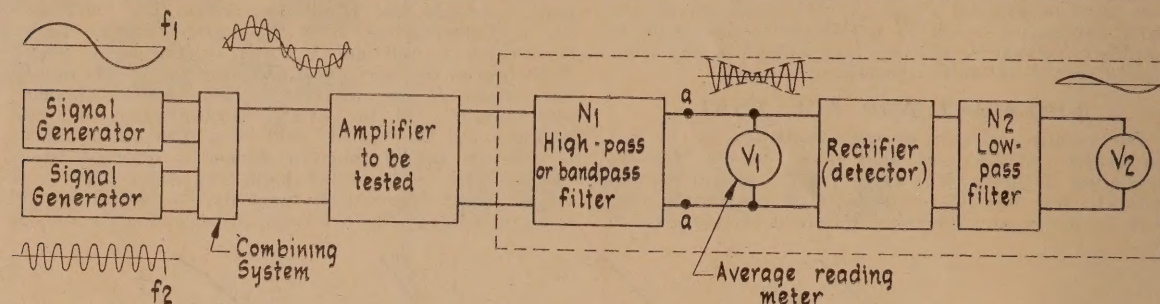 f1
Signal
Generator
Signal
Generator
f2
Combining
System
Amplifier
to be
tested
N1
High-pass
or bandpass
filter
a
a
V1
Average reading
meter
Rectifier
(detector)
N2
Low-
pass
filter
V2